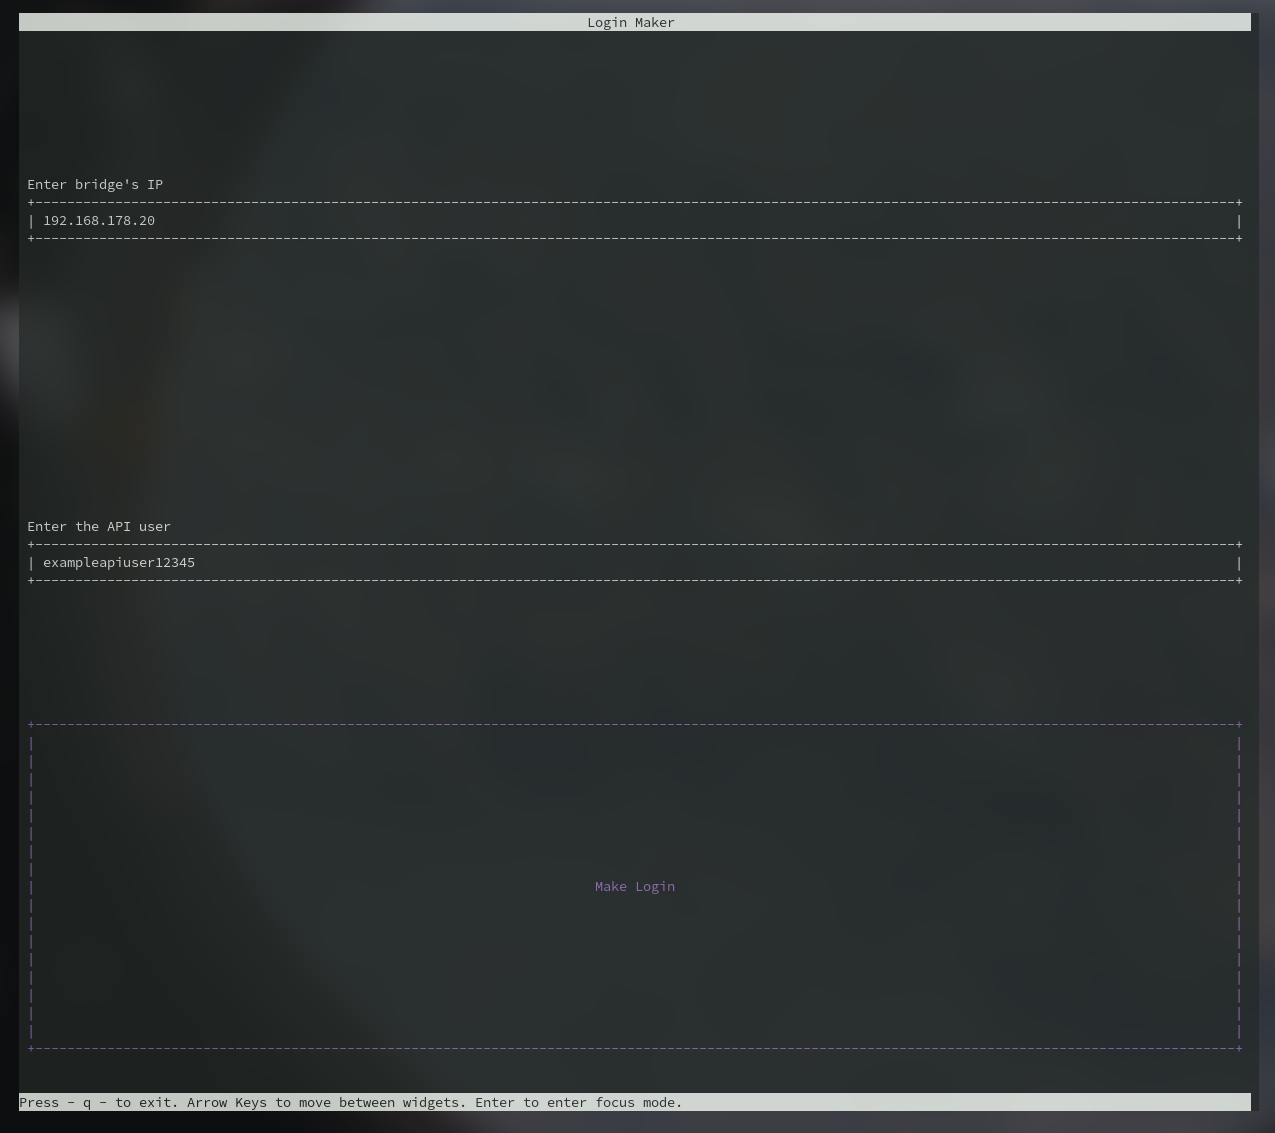 Login Maker
Enter bridge's IP
192.168.178.20
Enter the API user
exampleapiuser12345
Make Login
Press - q - to exit. Arrow Keys to move between widgets. Enter to enter focus mode.